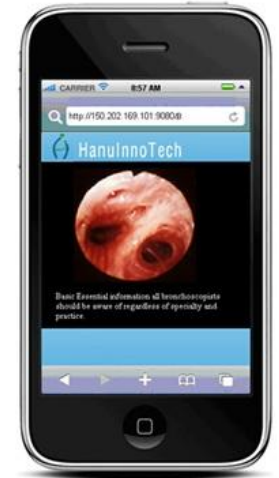 CARRIER 8:57 AM
http://150.202.169.101:9080/8
HanuInnoTech
Basic Essential information all bronchoscopists
should be aware of regardless of specialty and
practice.